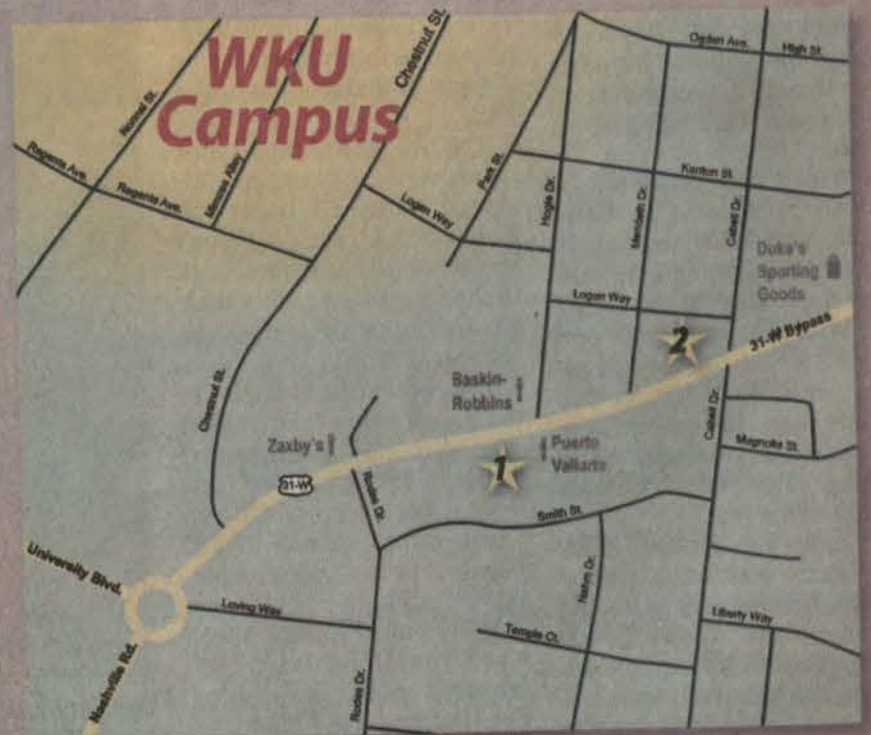 WKU
Campus
Chestnut St.
Ogden Ave.
High St.
Normal St.
Regents Ave.
Regents Ave.
Mimosa Alley
Park St.
Kenton St.
Logan Way
Hogle Dr.
Meredith Dr.
Cabell Dr.
Duke's
Sporting
Goods
Logan Way
2
31-W Bypass
Chestnut St.
Baskin-
Robbins
Zaxby's
1
Puerto
Vallarta
Cabell Dr.
Magnolia St.
31-W
Rodes Dr.
Smith St.
University Blvd.
Nahm Dr.
Loving Way
Liberty Way
Temple Ct.
Nashville Rd.
Rodes Dr.